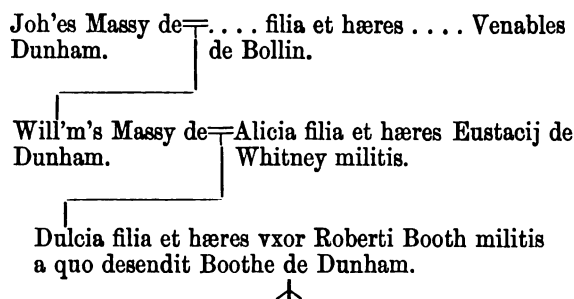 Joh'es Massy de .... filia et hæres .... Venables
Dunham. de Bollin.
Will'm's Massy de Alicia filia et hæres Eustacij de
Dunham. Whitney militis.
Dulcia filia et hæres vxor Roberti Booth militis
a quo desendit Boothe de Dunham.